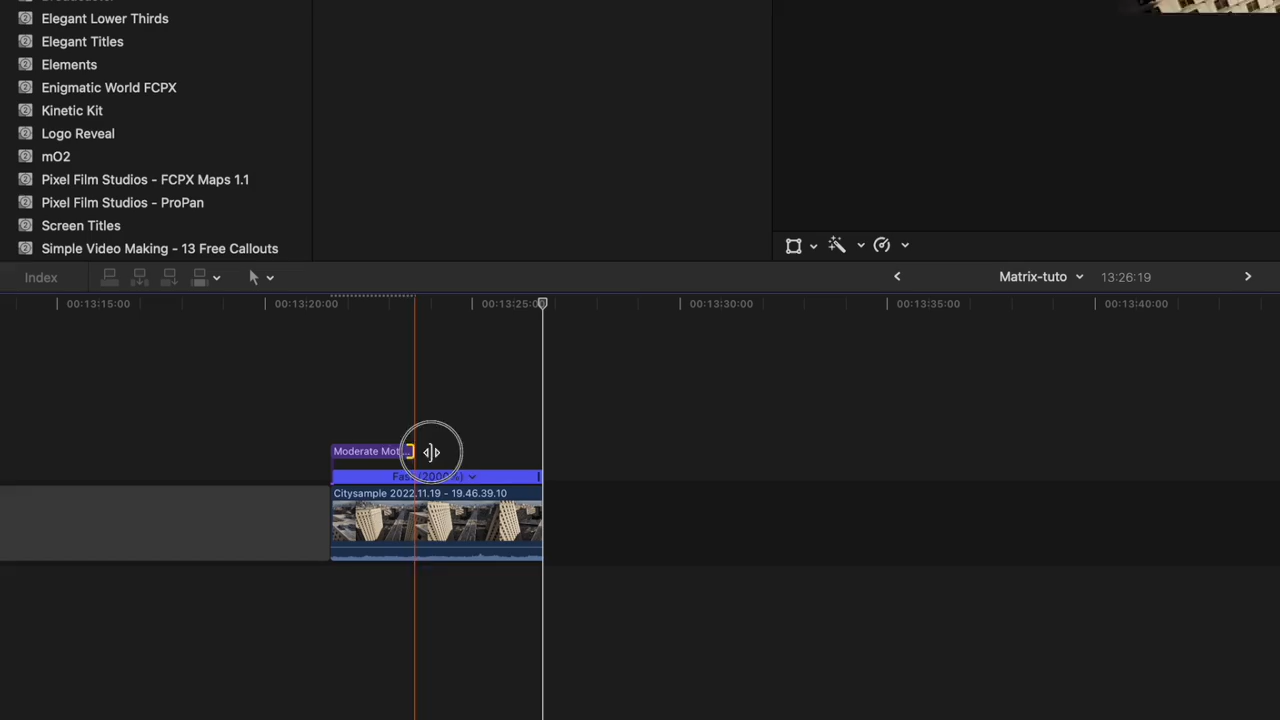 Elegant Lower Thirds
Elegant Titles
Elements
Enigmatic World FCPX
Kinetic Kit
Logo Reveal
mO2
Pixel Film Studios - FCPX Maps 1.1
Pixel Film Studios - ProPan
Screen Titles
Simple Video Making - 13 Free Callouts
Index
Matrix-tuto
13:26:19
00:13:15:00
00:13:20:00
00:13:25:0
00:13:30:00
00:13:35:00
00:13:40:00
Moderate Mot...
Fast (2000%)
Citysample 2022.11.19 - 19.46.39.10